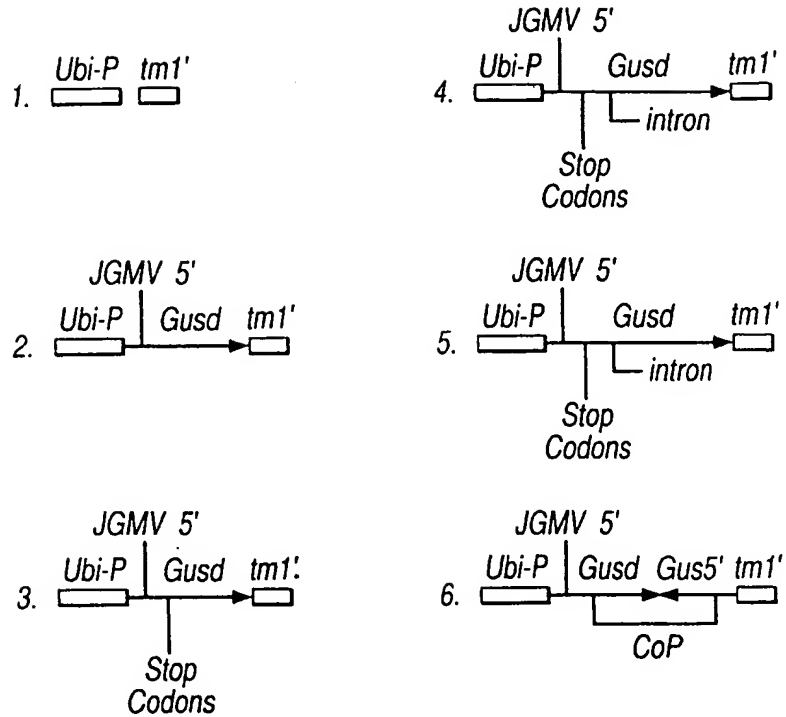 Ubi-P tm1'
1.
JGMV 5'
Ubi-P Gusd tm1'
2.
JGMV 5'
Ubi-P Gusd tm1'.
3.
Stop
Codons
JGMV 5'
Ubi-P Gusd tm1'
4.
intron
Stop
Codons
JGMV 5'
Ubi-P Gusd tm1'
5.
intron
Stop
Codons
JGMV 5'
Ubi-P Gusd Gus5' tm1'
6.
CoP